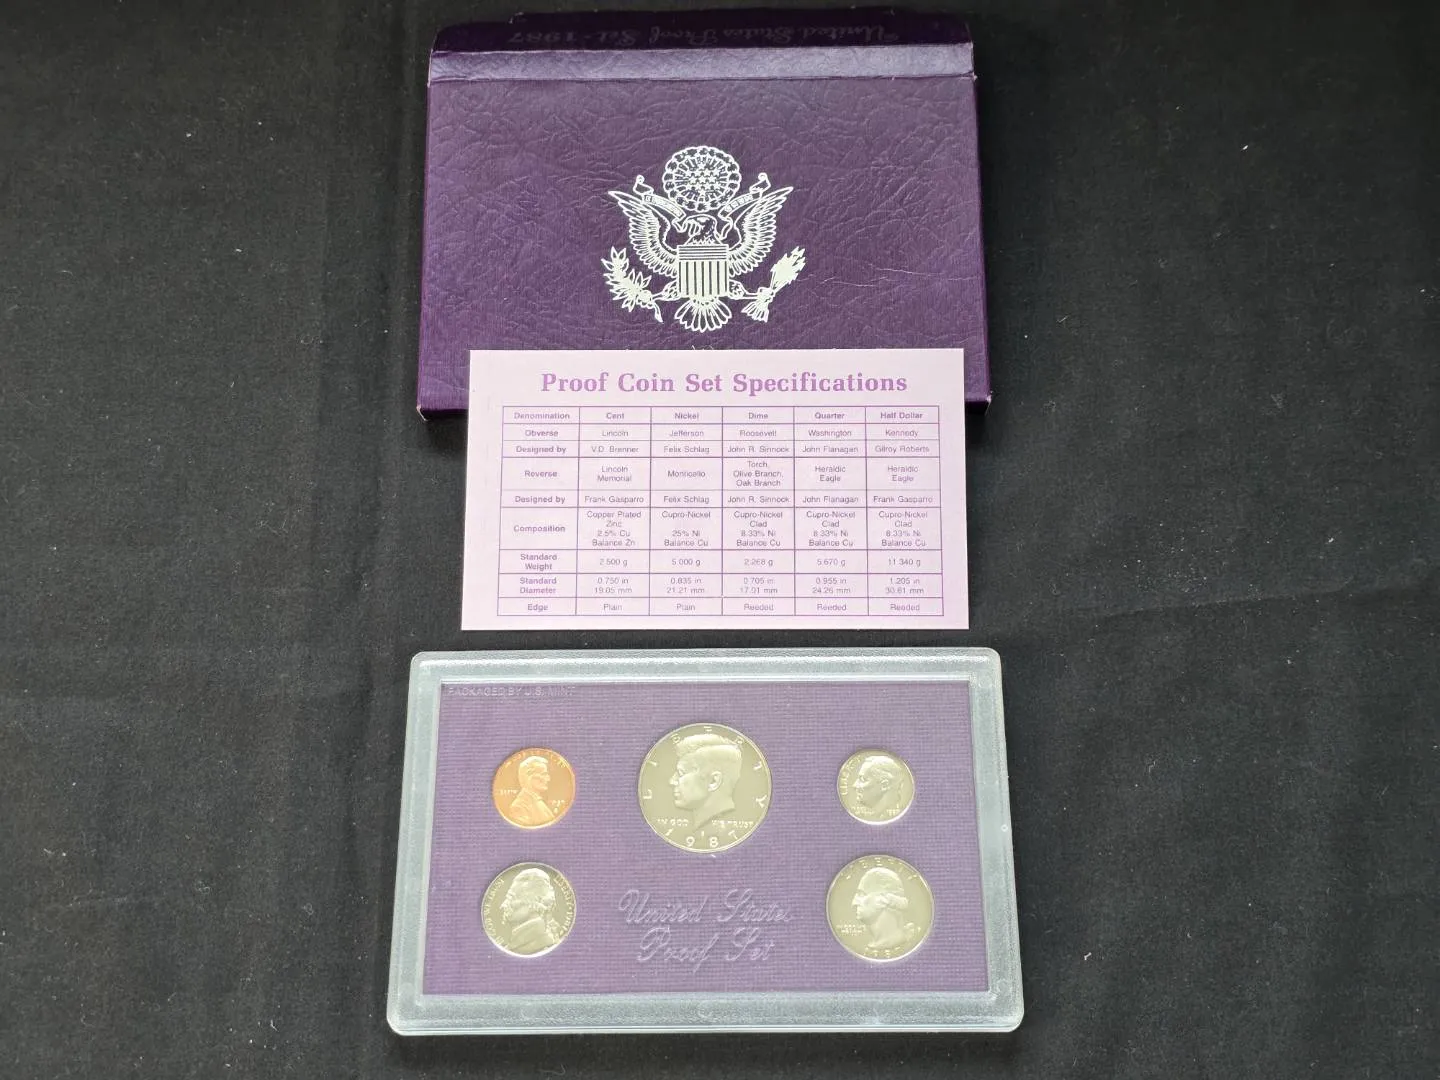 United States Proof Set - 1987
Proof Coin Set Specifications
Denomination Cent Nickel Dime Quarter Half Dollar
Obverse Lincoln Jefferson Roosevelt Washington Kennedy
Designed by V.D. Brenner Felix Schlag John R. Sinnock John Flanagan Gilroy Roberts
Reverse Lincoln Memorial Monticello Torch, Olive Branch, Oak Branch Heraldic Eagle Heraldic Eagle
Designed by Frank Gasparro Felix Schlag John R. Sinnock John Flanagan Frank Gasparro
Composition Copper Plated Zinc 2.5% Cu Balance Zn Cupro-Nickel 25% Ni Balance Cu Cupro-Nickel Clad 8.33% Ni Balance Cu Cupro-Nickel Clad 8.33% Ni Balance Cu Cupro-Nickel Clad 8.33% Ni Balance Cu
Standard Weight 2.500 g 5.000 g 2.268 g 5.670 g 11.340 g
Standard Diameter 0.750 in 19.05 mm 0.835 in 21.21 mm 0.705 in 17.91 mm 0.955 in 24.26 mm 1.205 in 30.61 mm
Edge Plain Plain Reeded Reeded Reeded
PACKAGED BY U.S. MINT
LIBERTY
IN GOD WE TRUST
1987
LIBERTY
LIBERTY
1987
United States
Proof Set